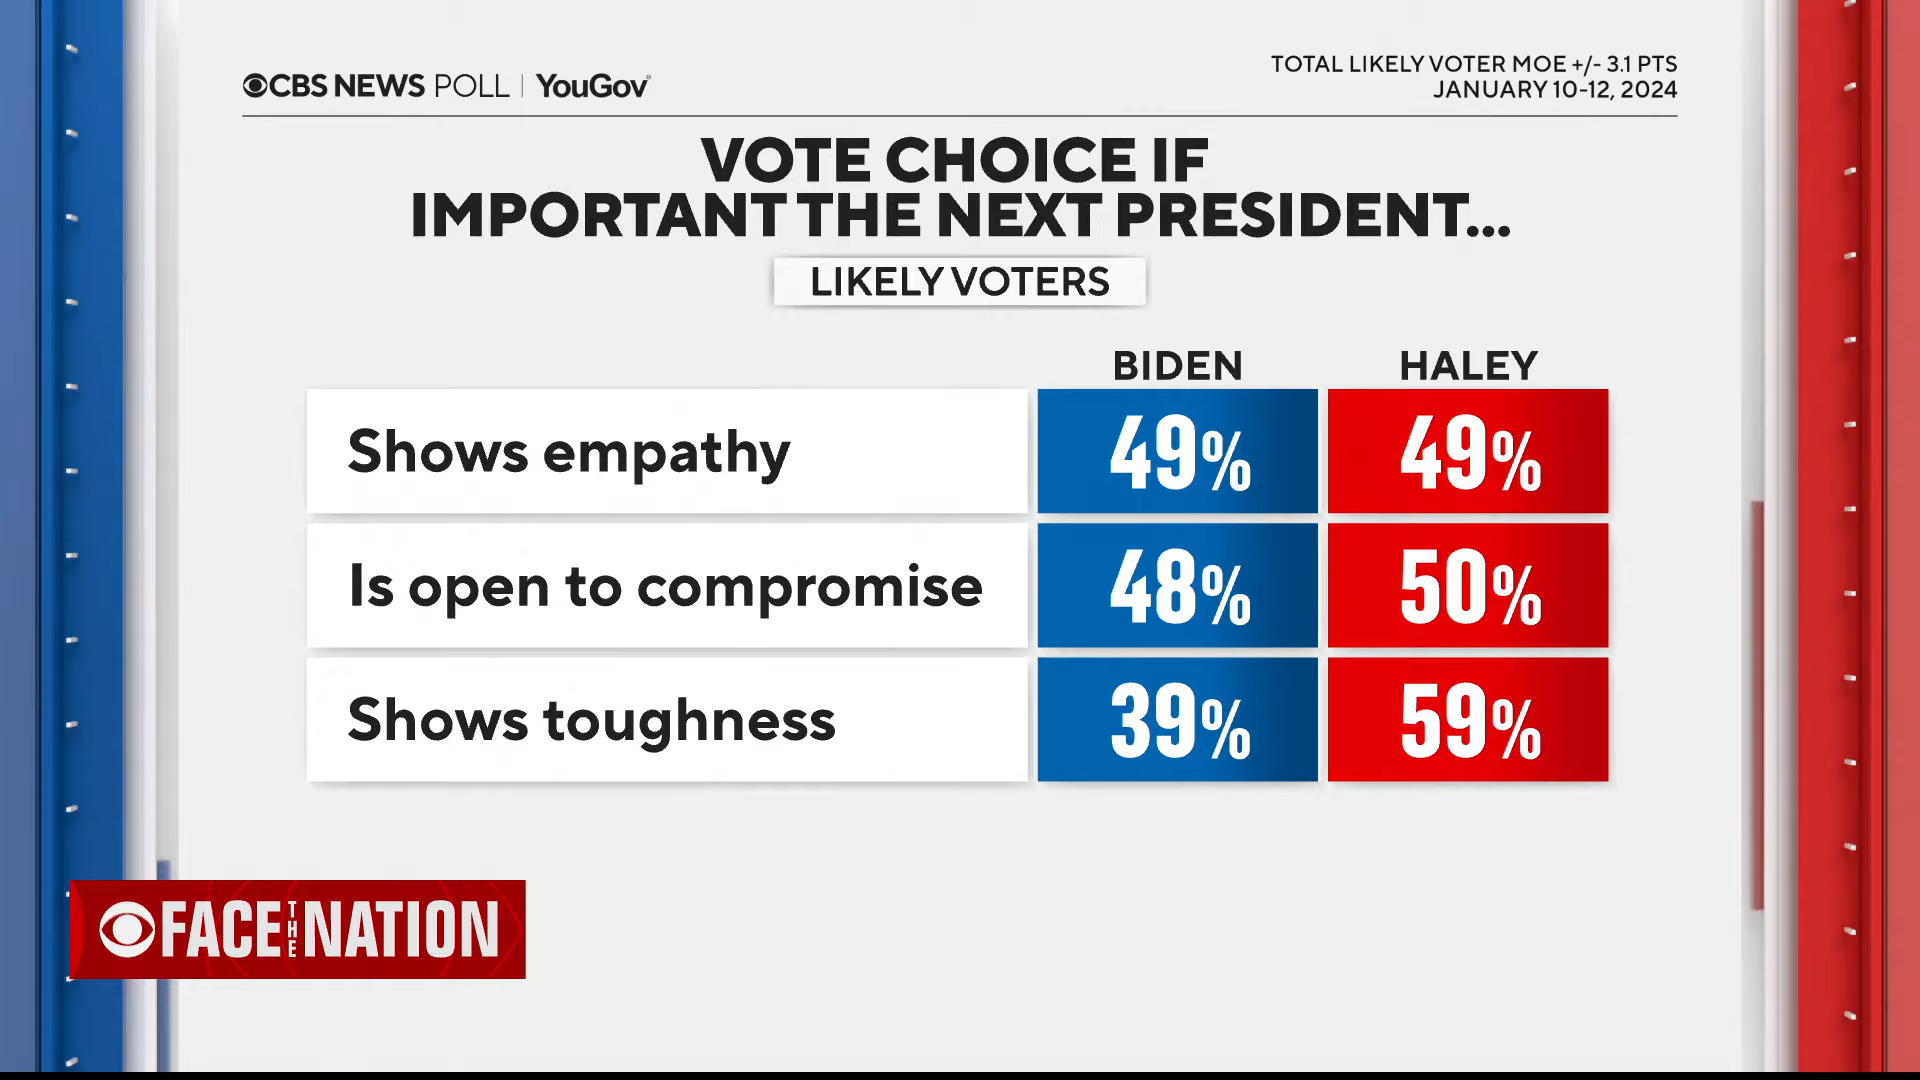 CBS NEWS POLL | YouGov®
TOTAL LIKELY VOTER MOE +/- 3.1 PTS
JANUARY 10-12, 2024
VOTE CHOICE IF
IMPORTANT THE NEXT PRESIDENT...
LIKELY VOTERS
BIDEN HALEY
Shows empathy 49% 49%
Is open to compromise 48% 50%
Shows toughness 39% 59%
FACE THE NATION